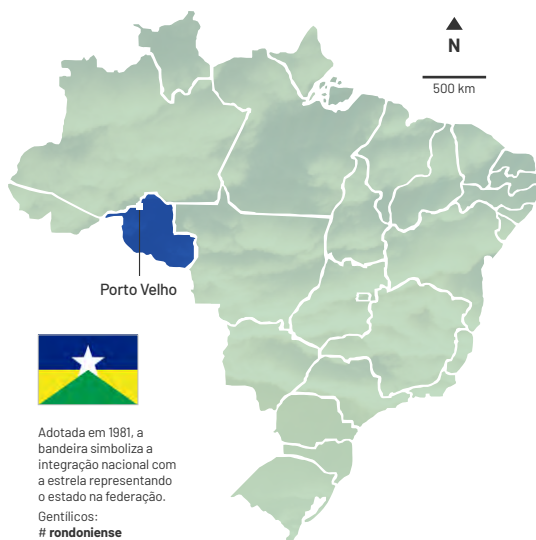 N
500 km
Porto Velho
Adotada em 1981, a
bandeira simboliza a
integração nacional com
a estrela representando
o estado na federação.
Gentílicos:
# rondoniense